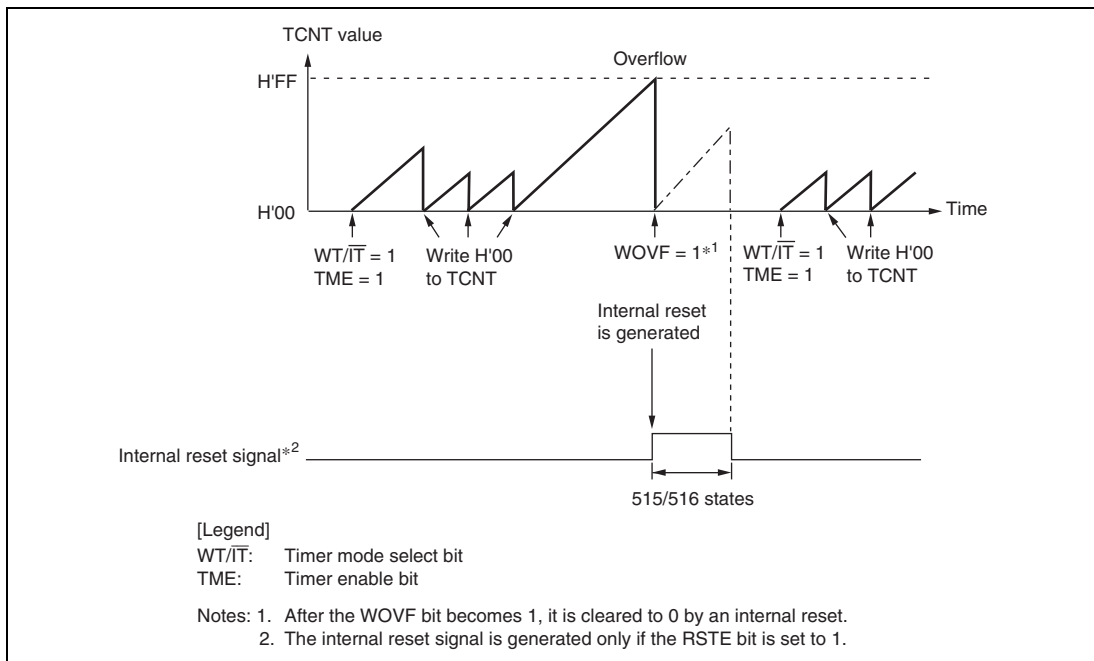 TCNT value
Overflow
H'FF
H'00
Time
WT/IT = 1
TME = 1
Write H'00
to TCNT
WOVF = 1*1
WT/IT = 1
TME = 1
Write H'00
to TCNT
Internal reset
is generated
Internal reset signal*2
515/516 states
[Legend]
WT/IT: Timer mode select bit
TME: Timer enable bit
Notes: 1. After the WOVF bit becomes 1, it is cleared to 0 by an internal reset.
2. The internal reset signal is generated only if the RSTE bit is set to 1.